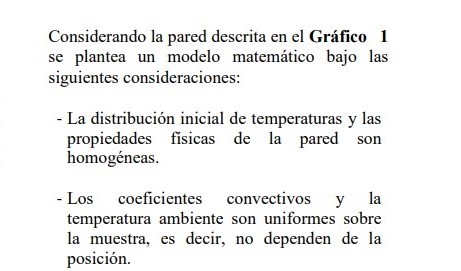 Considerando la pared descrita en el Gráfico 1
se plantea un modelo matemático bajo las
siguientes consideraciones:
- La distribución inicial de temperaturas y las
propiedades físicas de la pared son
homogéneas.
- Los coeficientes convectivos y la
temperatura ambiente son uniformes sobre
la muestra, es decir, no dependen de la
posición.